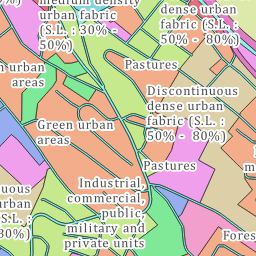 medium density
urban fabric
(S.L. : 30% -
50%)
dense urban
fabric (S.L. :
50% - 80%)
Pastures
urban
areas
Discontinuous
dense urban
fabric (S.L. :
50% - 80%)
Green urban
areas
Pastures
Industrial,
commercial,
public,
military and
private units
S.L. :
30%)
Fores